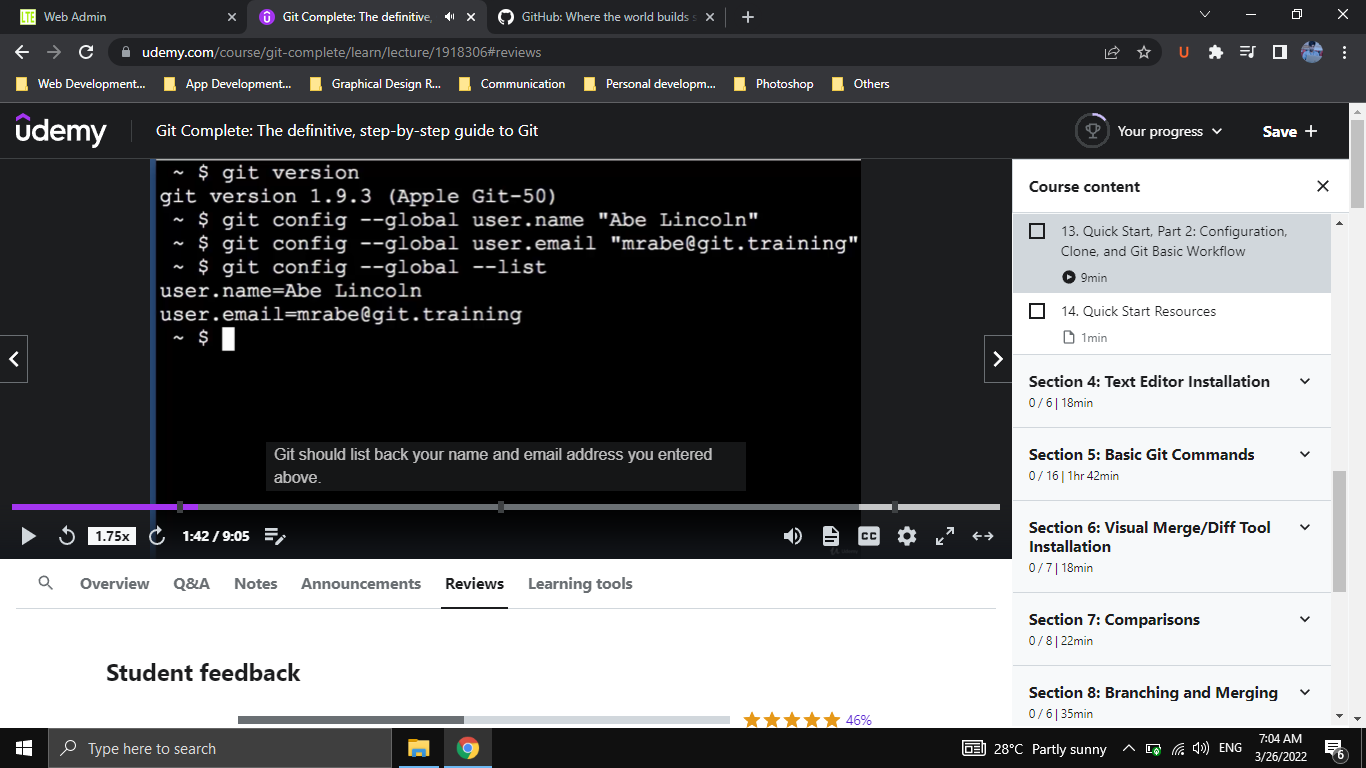 LTE Web Admin
Git Complete: The definitive,
GitHub: Where the world builds s
udemy.com/course/git-complete/learn/lecture/1918306#reviews
U
Web Development...
App Development...
Graphical Design R...
Communication
Personal developm...
Photoshop
Others
udemy
Git Complete: The definitive, step-by-step guide to Git
Your progress
Save +
~ $ git version
git version 1.9.3 (Apple Git-50)
~ $ git config --global user.name "Abe Lincoln"
~ $ git config --global user.email "mrabe@git.training"
~ $ git config --global --list
user.name=Abe Lincoln
user.email=mrabe@git.training
~ $
Git should list back your name and email address you entered
above.
1.75x
1:42 / 9:05
CC
Course content
13. Quick Start, Part 2: Configuration,
Clone, and Git Basic Workflow
9min
14. Quick Start Resources
1min
Section 4: Text Editor Installation
0 / 6 | 18min
Section 5: Basic Git Commands
0 / 16 | 1hr 42min
Section 6: Visual Merge/Diff Tool
Installation
0 / 7 | 18min
Section 7: Comparisons
0 / 8 | 22min
Section 8: Branching and Merging
0 / 6 | 35min
Overview
Q&A
Notes
Announcements
Reviews
Learning tools
Student feedback
46%
Type here to search
28°C Partly sunny
ENG
7:04 AM
3/26/2022
6